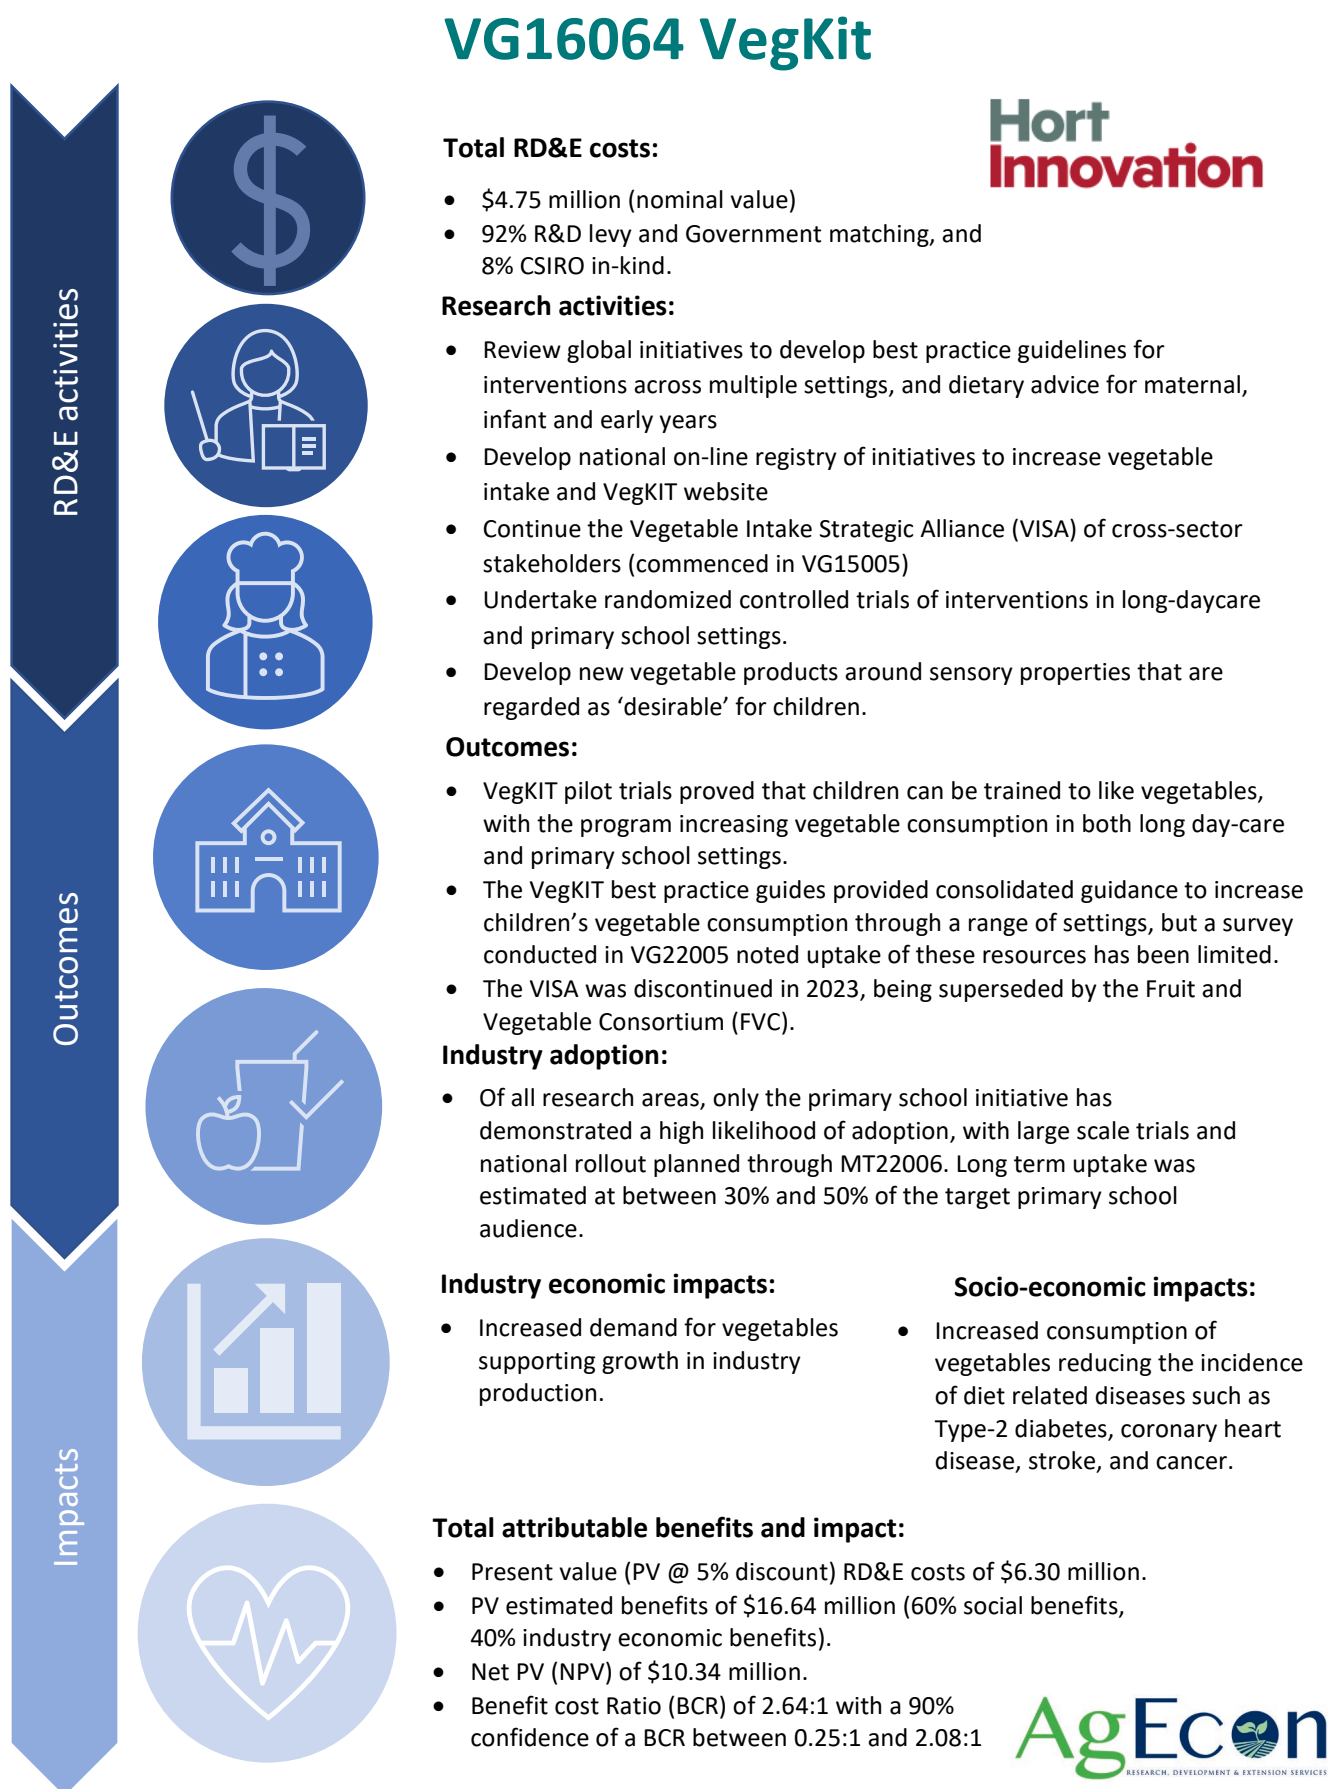 VG16064 VegKit
Hort
Innovation
RD&E activities
Total RD&E costs:
• $4.75 million (nominal value)
• 92% R&D levy and Government matching, and
8% CSIRO in-kind.
Research activities:
• Review global initiatives to develop best practice guidelines for
interventions across multiple settings, and dietary advice for maternal,
infant and early years
• Develop national on-line registry of initiatives to increase vegetable
intake and VegKIT website
• Continue the Vegetable Intake Strategic Alliance (VISA) of cross-sector
stakeholders (commenced in VG15005)
• Undertake randomized controlled trials of interventions in long-daycare
and primary school settings.
• Develop new vegetable products around sensory properties that are
regarded as ‘desirable’ for children.
Outcomes
Outcomes:
• VegKIT pilot trials proved that children can be trained to like vegetables,
with the program increasing vegetable consumption in both long day-care
and primary school settings.
• The VegKIT best practice guides provided consolidated guidance to increase
children’s vegetable consumption through a range of settings, but a survey
conducted in VG22005 noted uptake of these resources has been limited.
• The VISA was discontinued in 2023, being superseded by the Fruit and
Vegetable Consortium (FVC).
Industry adoption:
• Of all research areas, only the primary school initiative has
demonstrated a high likelihood of adoption, with large scale trials and
national rollout planned through MT22006. Long term uptake was
estimated at between 30% and 50% of the target primary school
audience.
Impacts
Industry economic impacts:
• Increased demand for vegetables
supporting growth in industry
production.
Socio-economic impacts:
• Increased consumption of
vegetables reducing the incidence
of diet related diseases such as
Type-2 diabetes, coronary heart
disease, stroke, and cancer.
Total attributable benefits and impact:
• Present value (PV @ 5% discount) RD&E costs of $6.30 million.
• PV estimated benefits of $16.64 million (60% social benefits,
40% industry economic benefits).
• Net PV (NPV) of $10.34 million.
• Benefit cost Ratio (BCR) of 2.64:1 with a 90%
confidence of a BCR between 0.25:1 and 2.08:1
AgEcon
RESEARCH, DEVELOPMENT & EXTENSION SERVICES